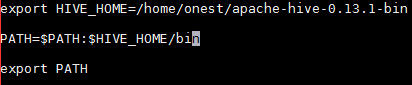 export HIVE_HOME=/home/onest/apache-hive-0.13.1-bin
PATH=$PATH:$HIVE_HOME/bin
export PATH